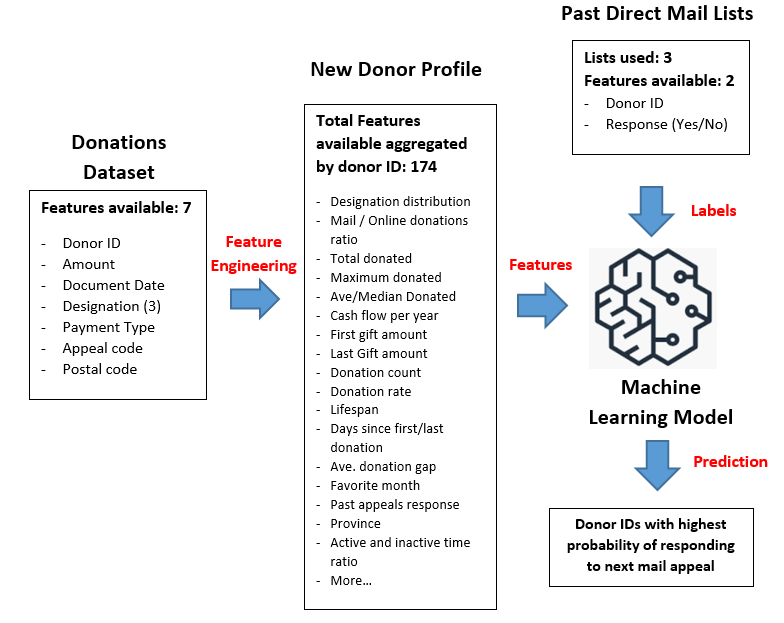 Donations
Dataset
Features available: 7
- Donor ID
- Amount
- Document Date
- Designation (3)
- Payment Type
- Appeal code
- Postal code
Feature
Engineering
New Donor Profile
Total Features
available aggregated
by donor ID: 174
- Designation distribution
- Mail / Online donations
ratio
- Total donated
- Maximum donated
- Ave/Median Donated
- Cash flow per year
- First gift amount
- Last Gift amount
- Donation count
- Donation rate
- Lifespan
- Days since first/last
donation
- Ave. donation gap
- Favorite month
- Past appeals response
- Province
- Active and inactive time
ratio
- More...
Features
Past Direct Mail Lists
Lists used: 3
Features available: 2
- Donor ID
- Response (Yes/No)
Labels
Machine
Learning Model
Prediction
Donor IDs with highest
probability of responding
to next mail appeal